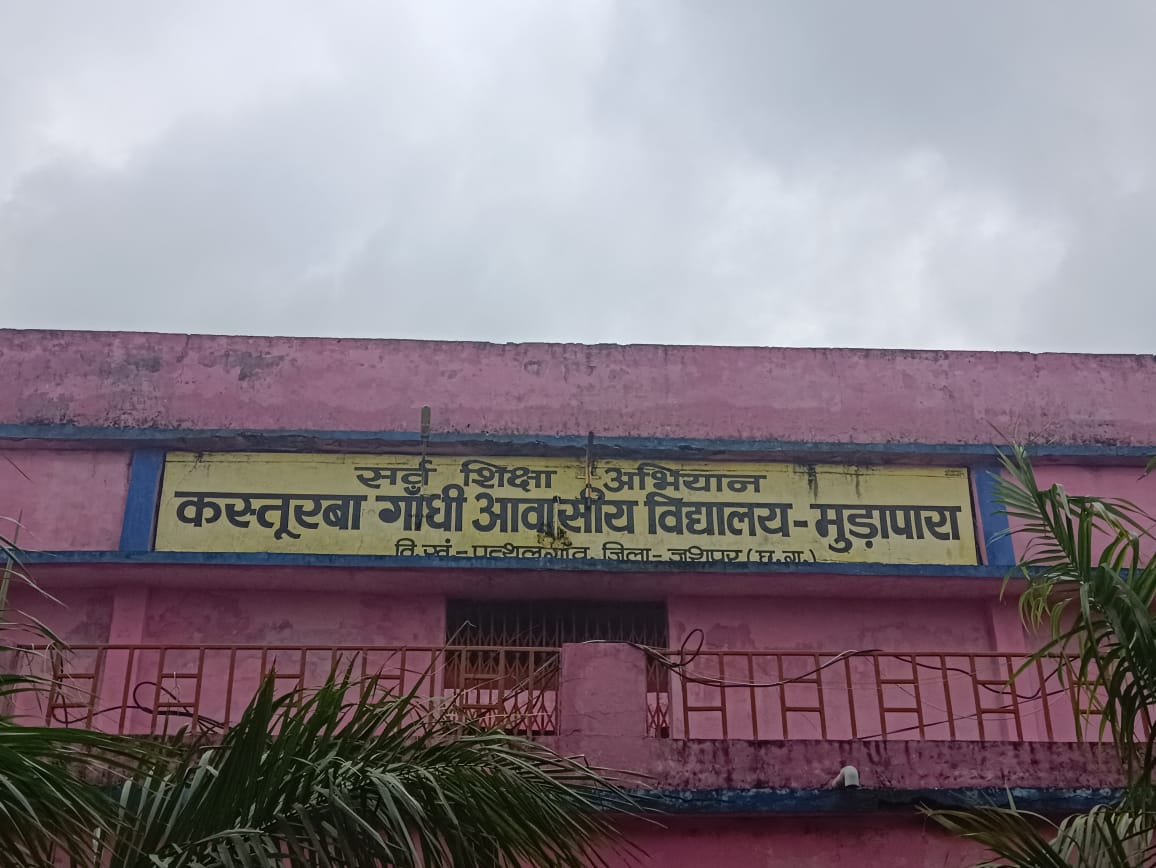 सर्व शिक्षा अभियान
कस्तूरबा गाँधी आवासीय विद्यालय - मुड़ापारा
वि.खं.- पत्थलगांव, जिला- जशपुर (छ.ग.)